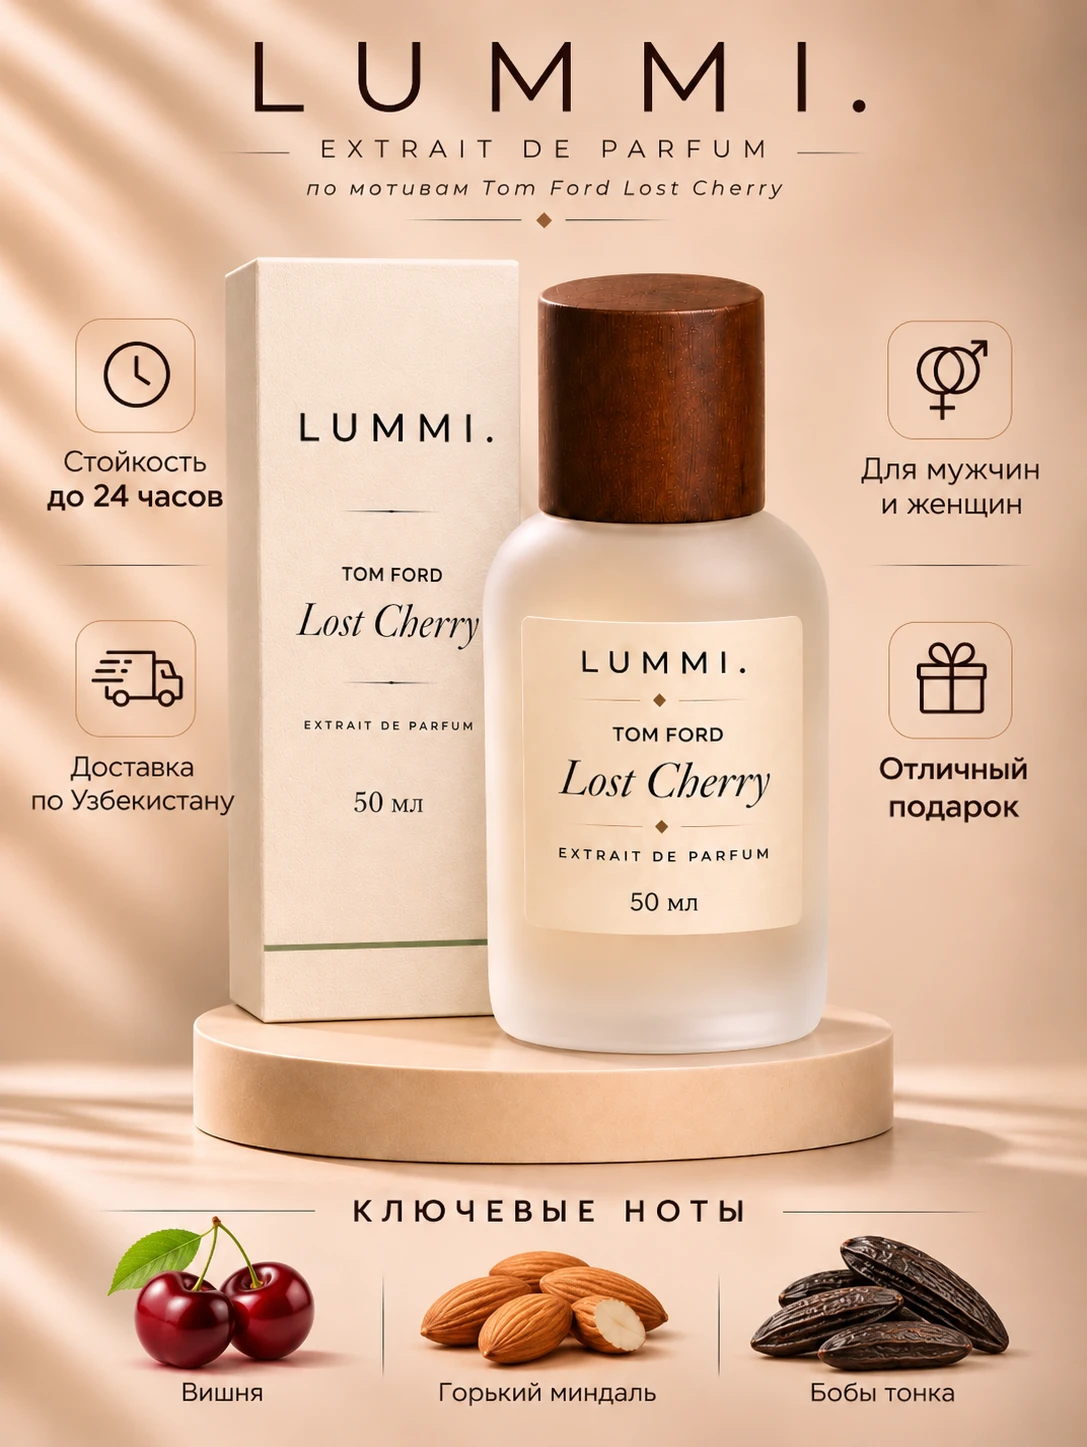 LUMMI.
EXTRAIT DE PARFUM
по мотивам Tom Ford Lost Cherry
LUMMI.
TOM FORD
Lost Cherry
EXTRAIT DE PARFUM
50 мл
LUMMI.
TOM FORD
Lost Cherry
EXTRAIT DE PARFUM
50 мл
Стойкость
до 24 часов
Доставка
по Узбекистану
Для мужчин
и женщин
Отличный
подарок
КЛЮЧЕВЫЕ НОТЫ
Вишня
Горький миндаль
Бобы тонка